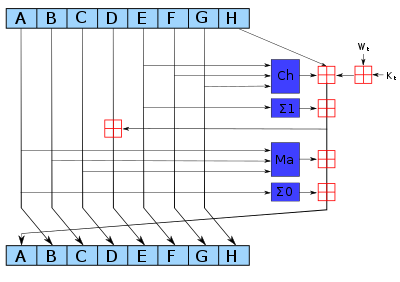 A B C D E F G H
Wt
Ch
Kt
Σ1
Ma
Σ0
A B C D E F G H